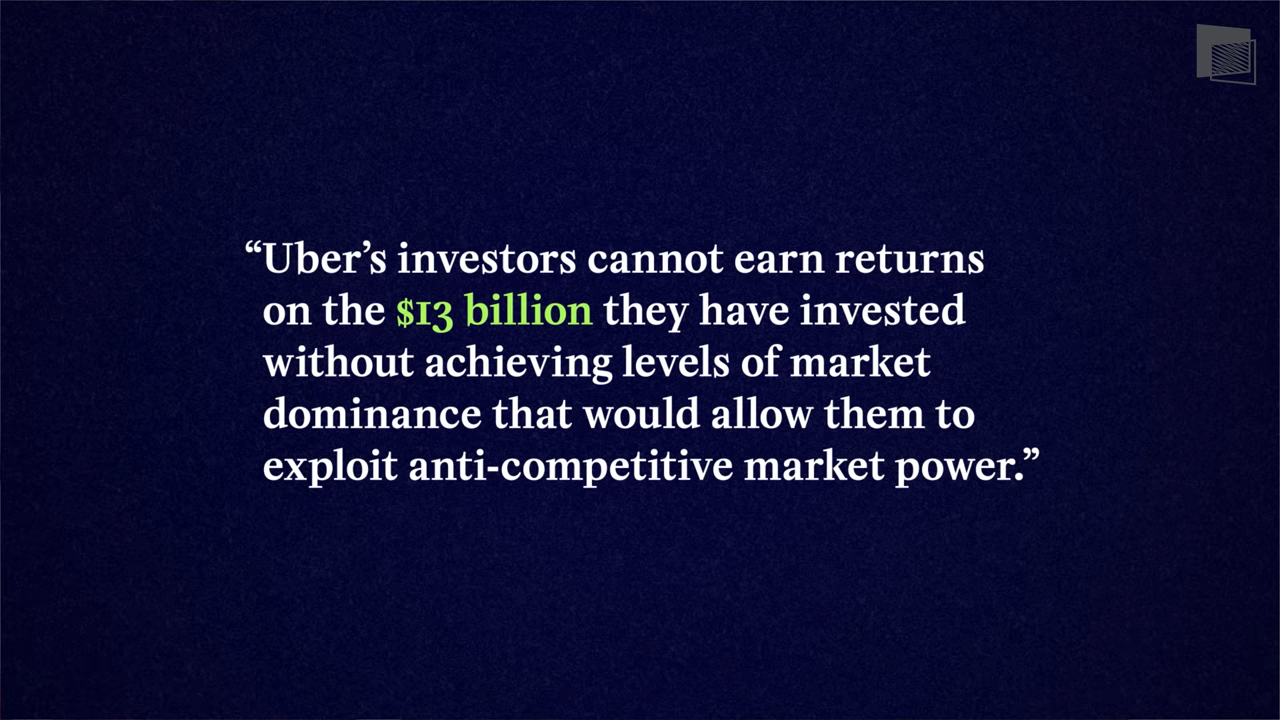 “Uber’s investors cannot earn returns
on the $13 billion they have invested
without achieving levels of market
dominance that would allow them to
exploit anti-competitive market power.”